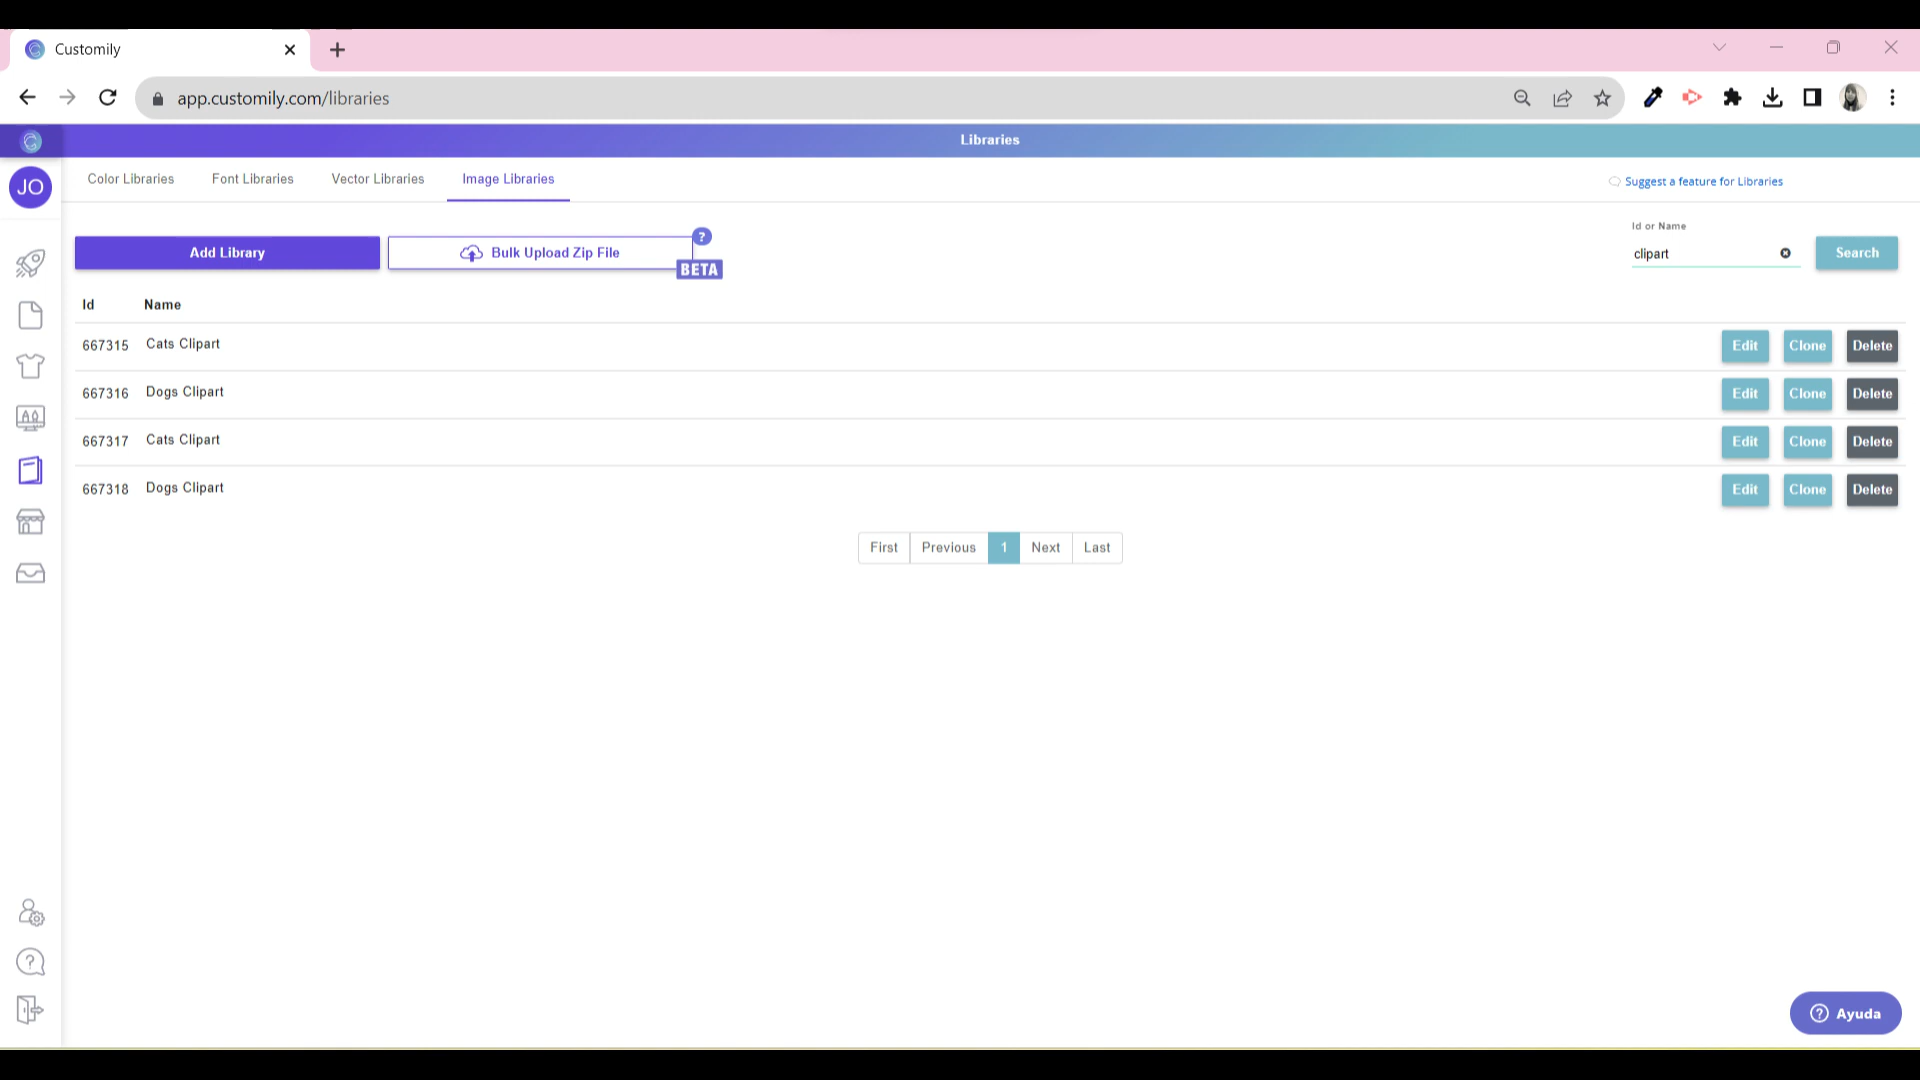 Customily
app.customily.com/libraries
Libraries
JO
Color Libraries
Font Libraries
Vector Libraries
Image Libraries
Suggest a feature for Libraries
Add Library
Bulk Upload Zip File
?
BETA
Id or Name
clipart
Search
Id Name
667315 Cats Clipart Edit Clone Delete
667316 Dogs Clipart Edit Clone Delete
667317 Cats Clipart Edit Clone Delete
667318 Dogs Clipart Edit Clone Delete
First Previous 1 Next Last
? Ayuda